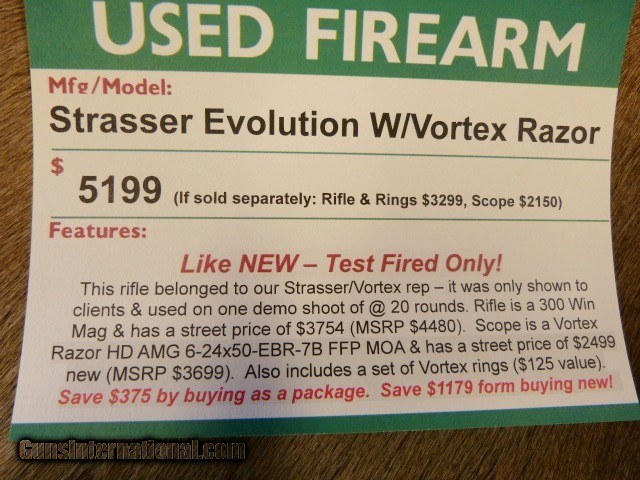 USED FIREARM
Mfg/Model:
Strasser Evolution W/Vortex Razor
$
5199 (If sold separately: Rifle & Rings $3299, Scope $2150)
Features:
Like NEW – Test Fired Only!
This rifle belonged to our Strasser/Vortex rep – it was only shown to
clients & used on one demo shoot of @ 20 rounds. Rifle is a 300 Win
Mag & has a street price of $3754 (MSRP $4480). Scope is a Vortex
Razor HD AMG 6-24x50-EBR-7B FFP MOA & has a street price of $2499
new (MSRP $3699). Also includes a set of Vortex rings ($125 value).
Save $375 by buying as a package. Save $1179 form buying new!
GunsInternational.com